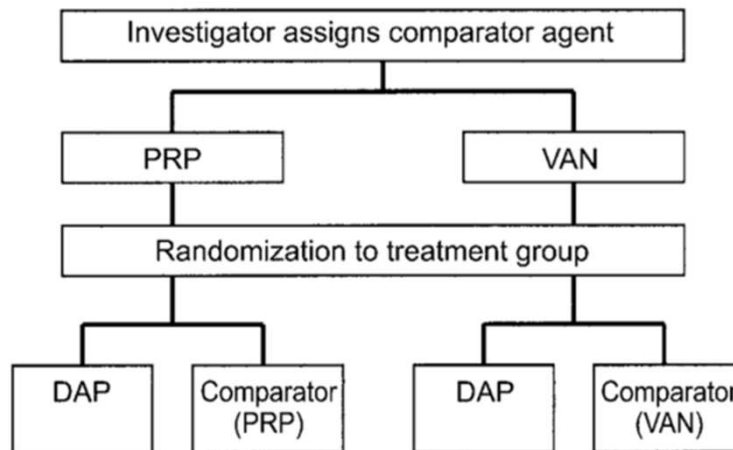 Investigator assigns comparator agent
PRP
VAN
Randomization to treatment group
DAP
Comparator
(PRP)
DAP
Comparator
(VAN)